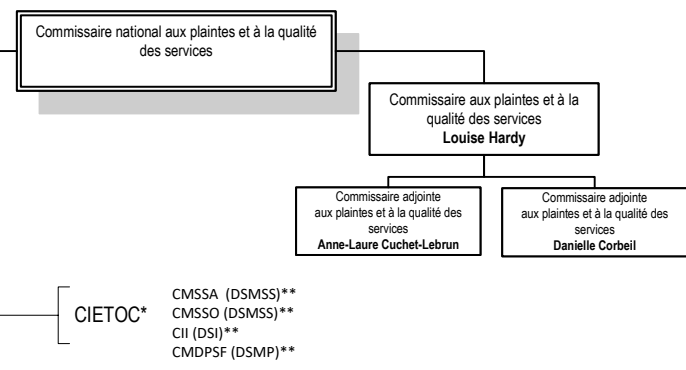 Commissaire national aux plaintes et à la qualité
des services
Commissaire aux plaintes et à la
qualité des services
Louise Hardy
Commissaire adjointe
aux plaintes et à la qualité des
services
Anne-Laure Cuchet-Lebrun
Commissaire adjointe
aux plaintes et à la qualité des
services
Danielle Corbeil
CIETOC*
CMSSA (DSMSS)**
CMSSO (DSMSS)**
CII (DSI)**
CMDPSF (DSMP)**